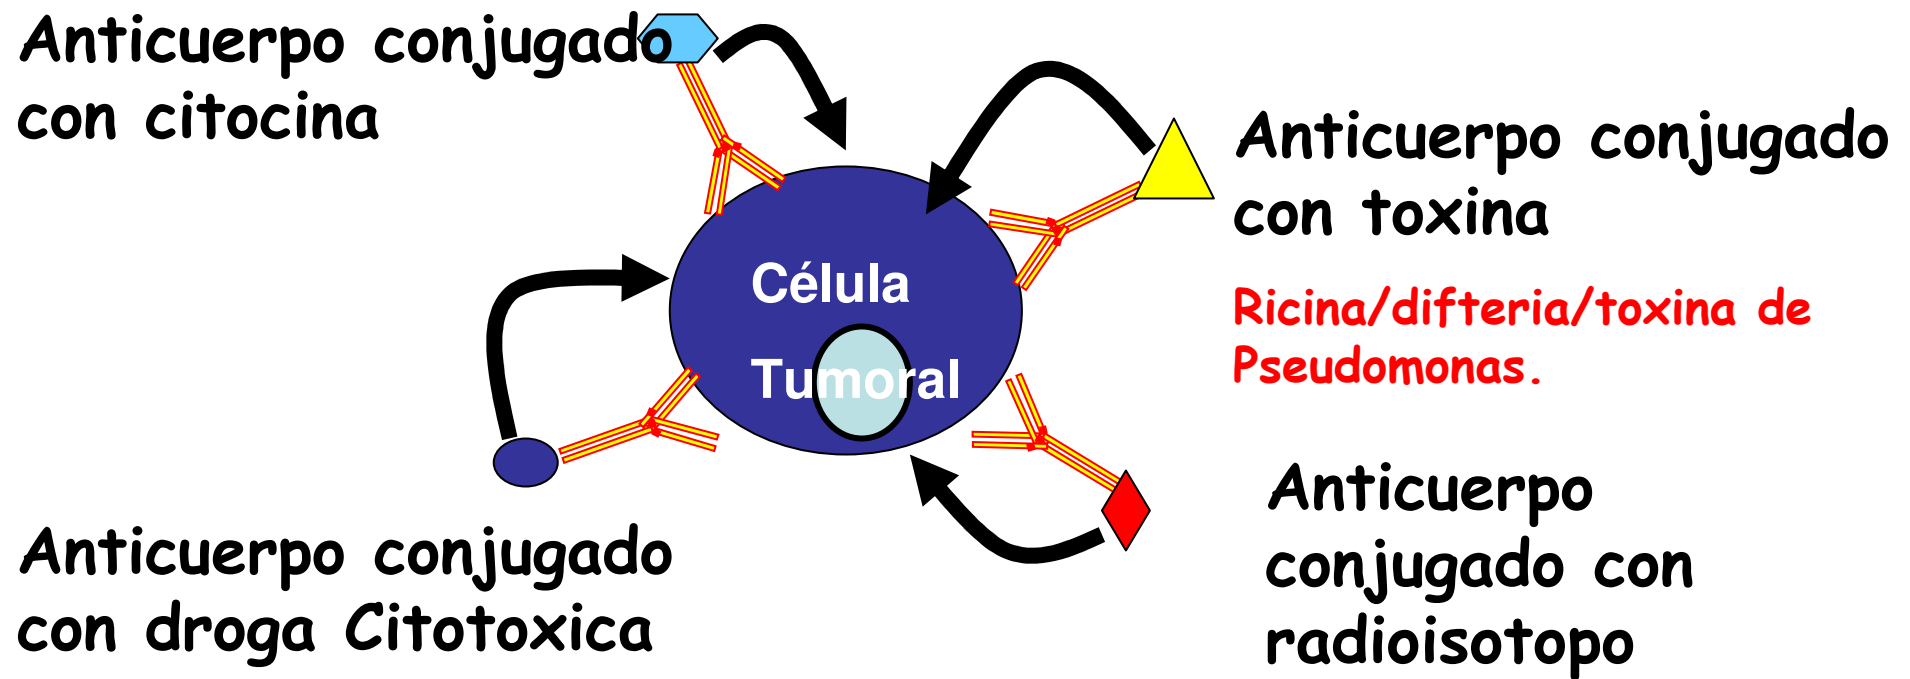 Anticuerpo conjugado
con citocina
Anticuerpo conjugado
con toxina
Ricina/difteria/toxina de
Pseudomonas.
Célula
Tumoral
Anticuerpo conjugado
con droga Citotoxica
Anticuerpo
conjugado con
radioisotopo